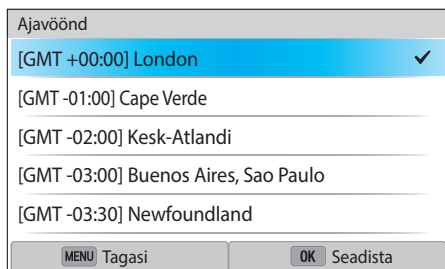 Ajavöönd
[GMT +00:00] London
[GMT -01:00] Cape Verde
[GMT -02:00] Kesk-Atlandi
[GMT -03:00] Buenos Aires, Sao Paulo
[GMT -03:30] Newfoundland
MENU Tagasi OK Seadista